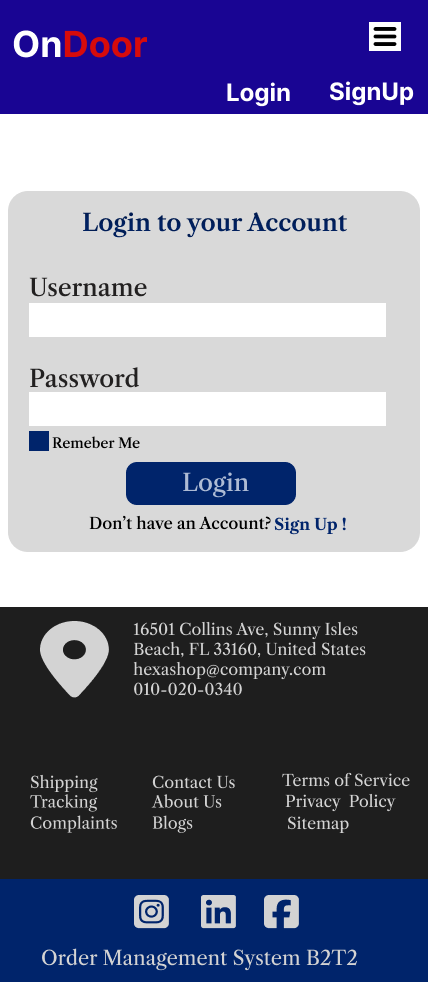 OnDoor
Login SignUp
Login to your Account
Username
Password
Remeber Me
Login
Don't have an Account? Sign Up !
16501 Collins Ave, Sunny Isles
Beach, FL 33160, United States
hexashop@company.com
010-020-0340
Shipping Contact Us Terms of Service
Tracking About Us Privacy Policy
Complaints Blogs Sitemap
Order Management System B2T2